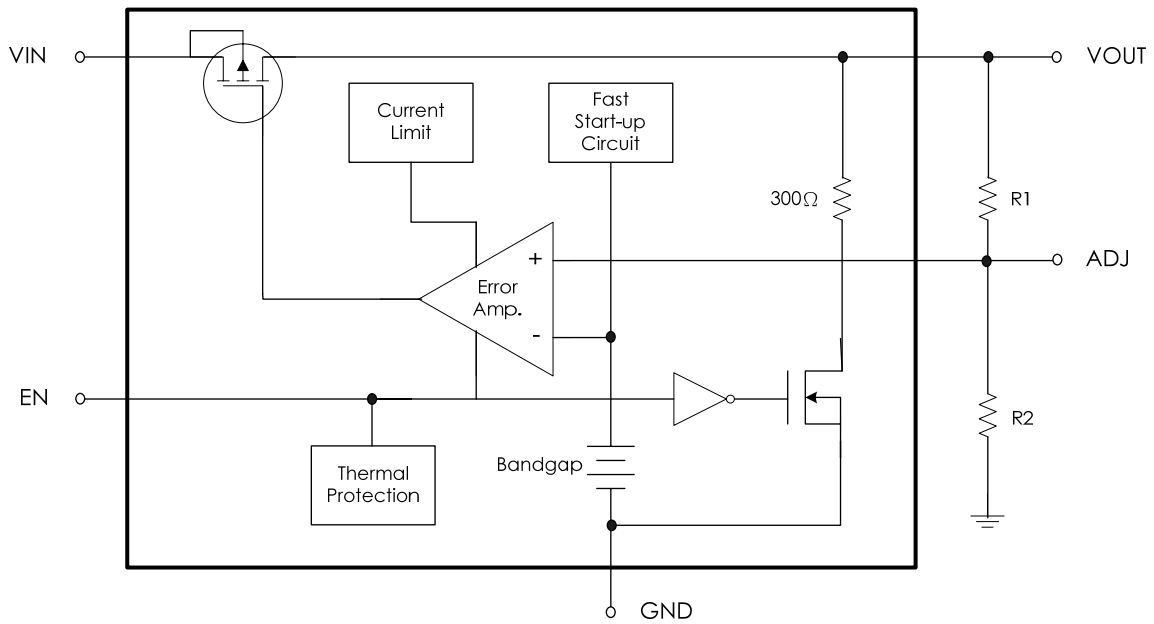 VIN
VOUT
Current
Limit
Fast
Start-up
Circuit
300Ω
R1
+
ADJ
Error
Amp.
-
EN
R2
Bandgap
Thermal
Protection
GND